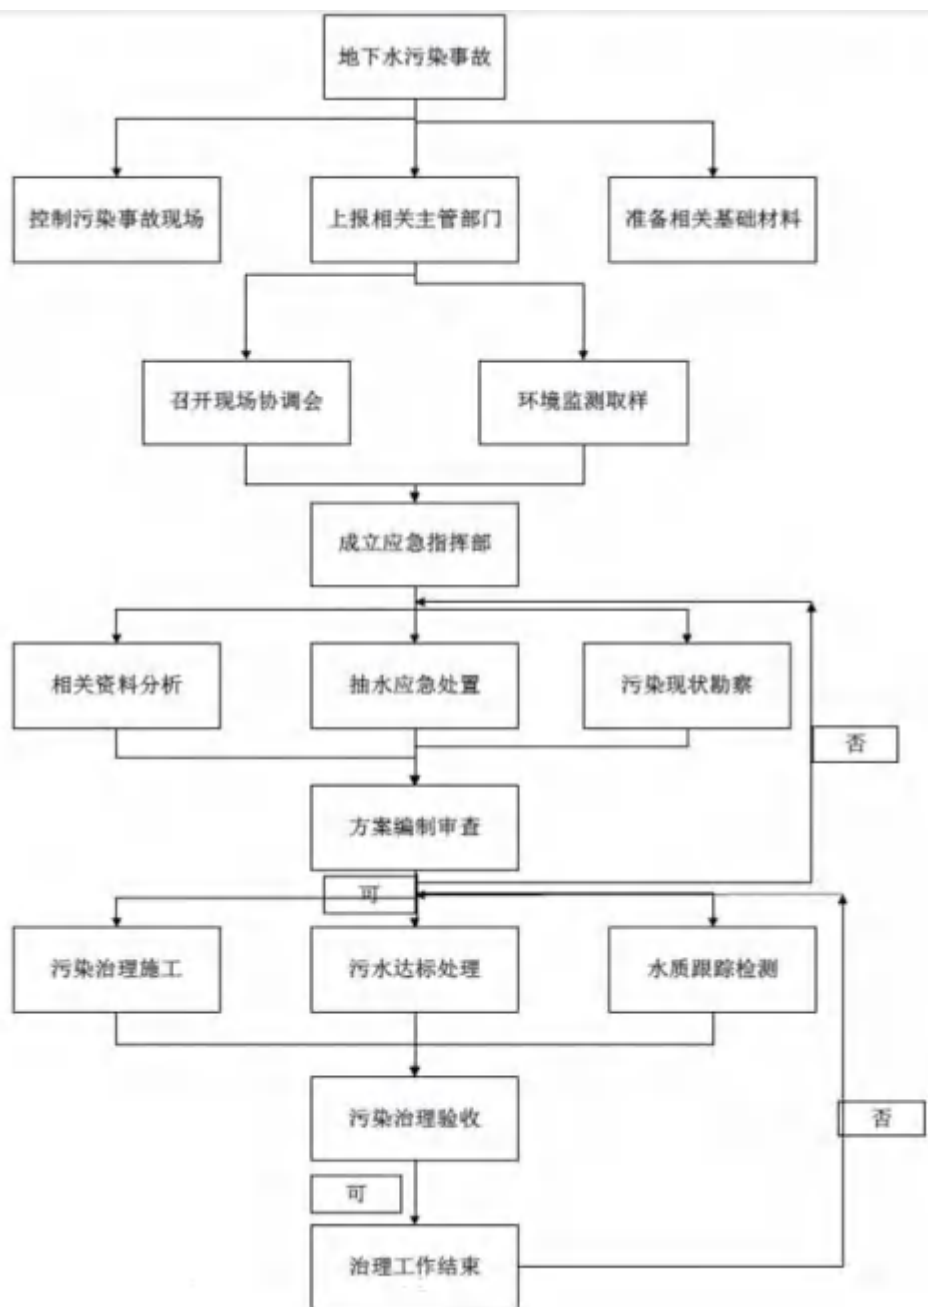 地下水污染事故
控制污染事故现场
上报相关主管部门
准备相关基础材料
召开现场协调会
环境监测取样
成立应急指挥部
相关资料分析
抽水应急处置
污染现状勘察
否
方案编制审查
可
污染治理施工
污水达标处理
水质跟踪检测
污染治理验收
否
可
治理工作结束